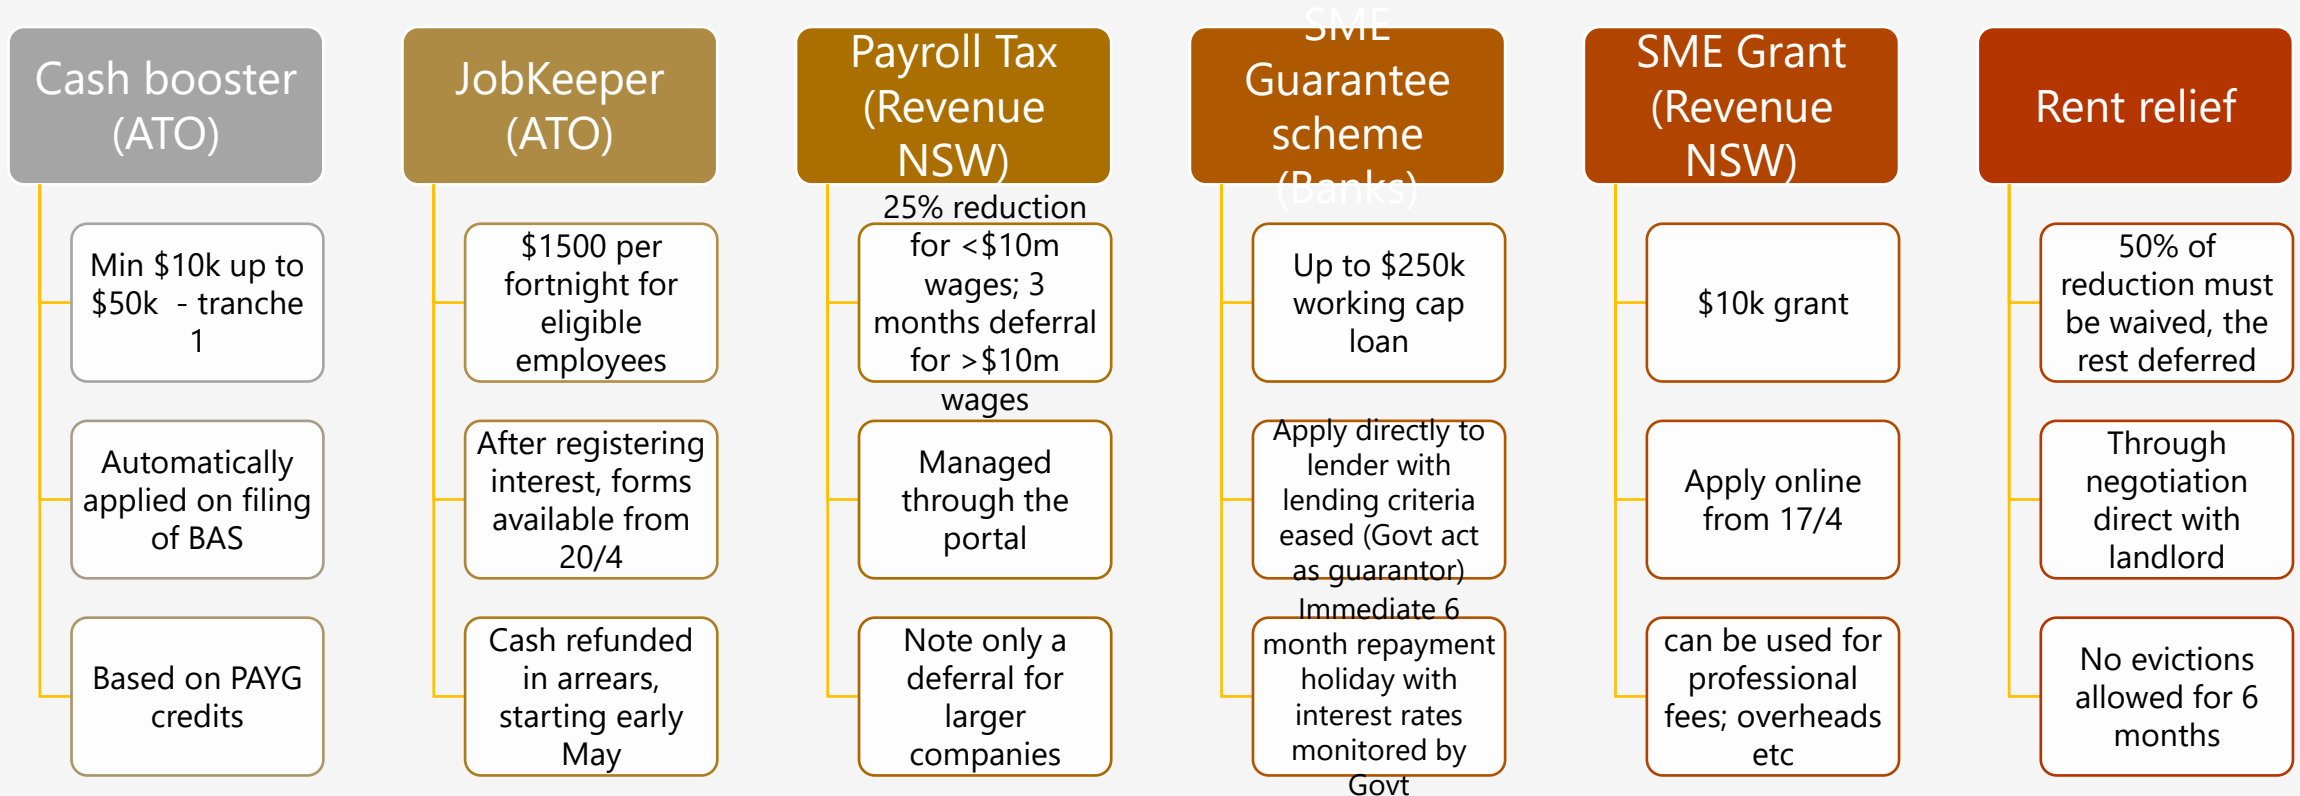 Cash booster
(ATO)
Min $10k up to
$50k  - tranche
1
Automatically
applied on filing
of BAS
Based on PAYG
credits
JobKeeper
(ATO)
$1500 per
fortnight for
eligible
employees
After registering
interest, forms
available from
20/4
Cash refunded
in arrears,
starting early
May
Payroll Tax
(Revenue
NSW)
25% reduction
for <$10m
wages; 3
months deferral
for >$10m
wages
Managed
through the
portal
Note only a
deferral for
larger
companies
SME
Guarantee
scheme
(Banks)
Up to $250k
working cap
loan
Apply directly to
lender with
lending criteria
eased (Govt act
as guarantor)
Immediate 6
month repayment
holiday with
interest rates
monitored by
Govt
SME Grant
(Revenue
NSW)
$10k grant
Apply online
from 17/4
can be used for
professional
fees; overheads
etc
Rent relief
50% of
reduction must
be waived, the
rest deferred
Through
negotiation
direct with
landlord
No evictions
allowed for 6
months